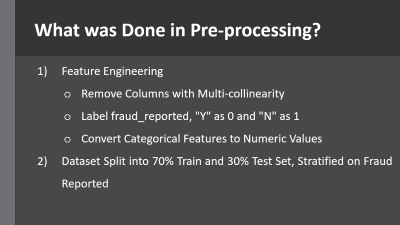 What was Done in Pre-processing?
1) Feature Engineering
o Remove Columns with Multi-collinearity
o Label fraud_reported, "Y" as 0 and "N" as 1
o Convert Categorical Features to Numeric Values
2) Dataset Split into 70% Train and 30% Test Set, Stratified on Fraud
Reported